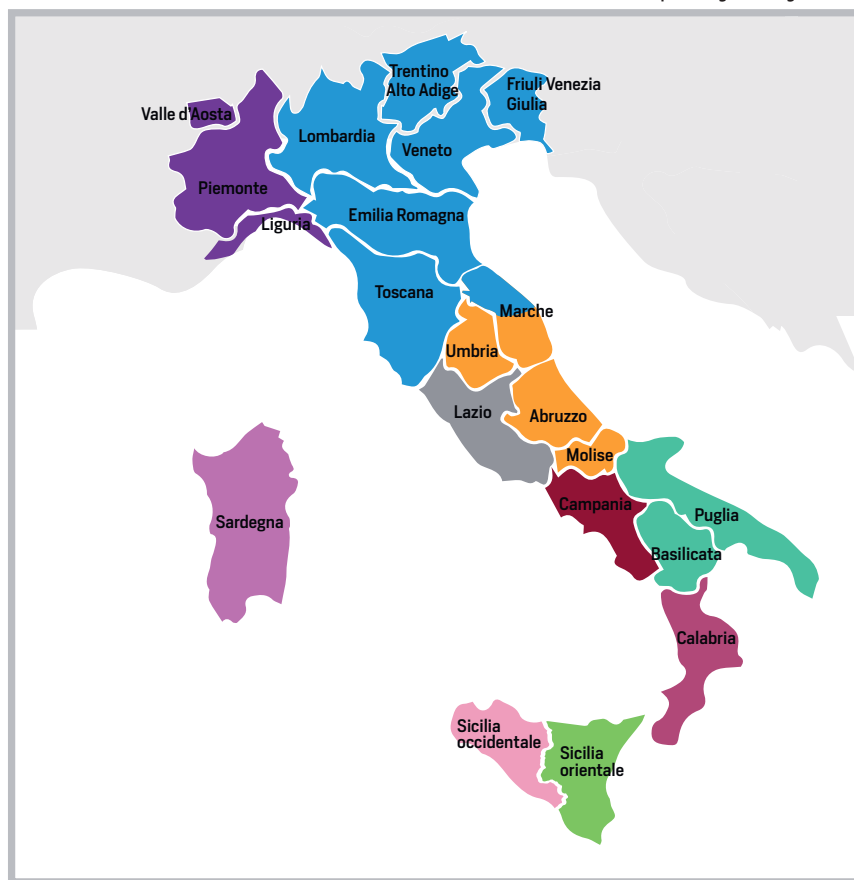 Trentino
Alto Adige
Friuli Venezia
Giulia
Valle d'Aosta
Lombardia
Veneto
Piemonte
Emilia Romagna
Liguria
Toscana
Marche
Umbria
Lazio
Abruzzo
Molise
Campania
Puglia
Sardegna
Basilicata
Calabria
Sicilia
occidentale
Sicilia
orientale